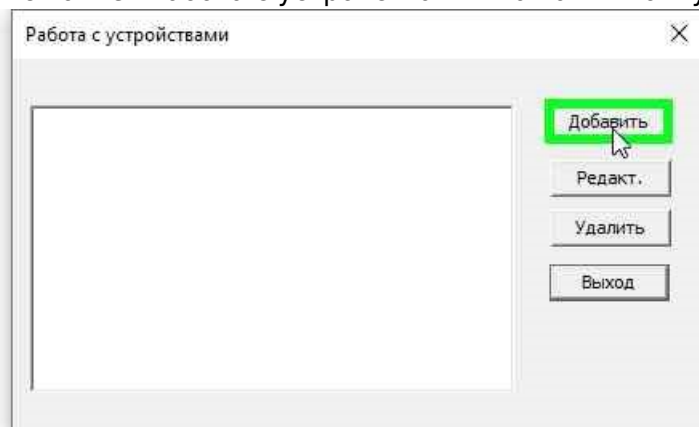 Работа с устройствами
Добавить
Редакт.
Удалить
Выход